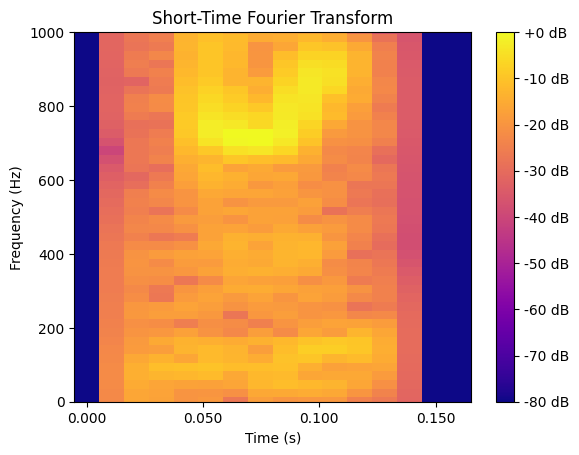 Short-Time Fourier Transform
1000
800
600
400
200
0
Frequency (Hz)
0.000
0.050
0.100
0.150
Time (s)
+0 dB
-10 dB
-20 dB
-30 dB
-40 dB
-50 dB
-60 dB
-70 dB
-80 dB